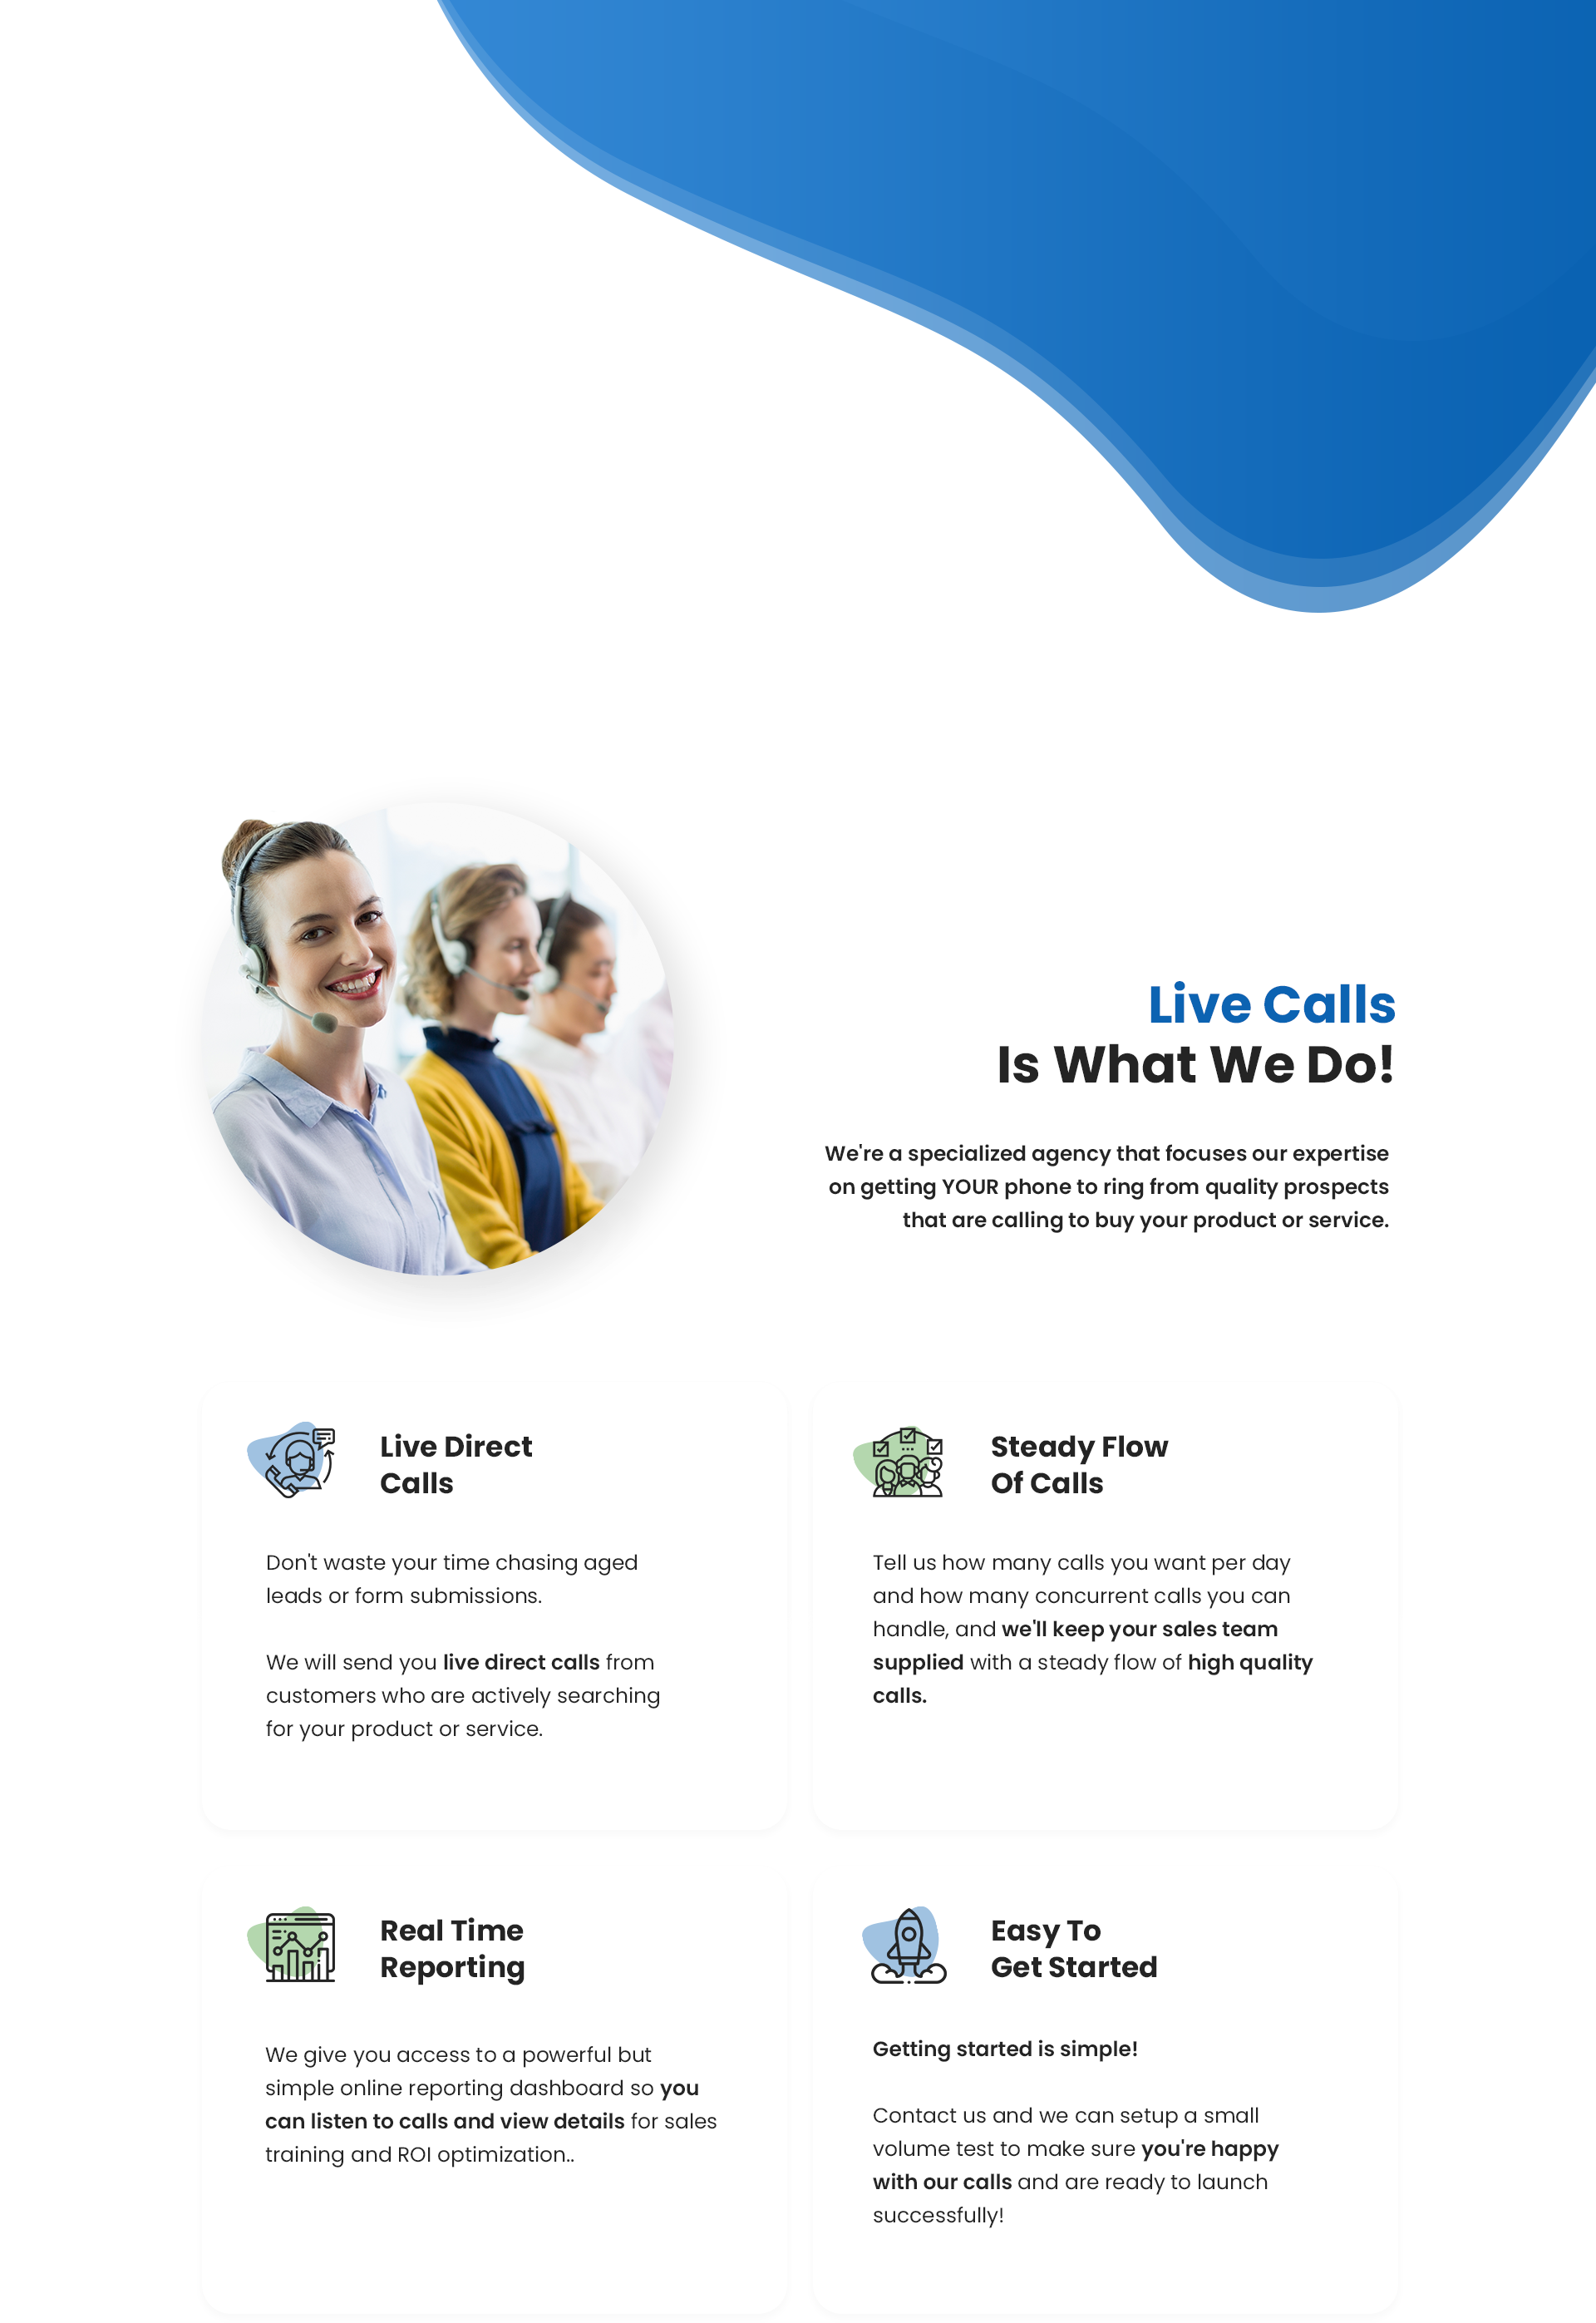 Live Calls
Is What We Do!
We're a specialized agency that focuses our expertise
on getting YOUR phone to ring from quality prospects
that are calling to buy your product or service.
Live Direct
Calls
Don't waste your time chasing aged
leads or form submissions.
We will send you live direct calls from
customers who are actively searching
for your product or service.
Steady Flow
Of Calls
Tell us how many calls you want per day
and how many concurrent calls you can
handle, and we'll keep your sales team
supplied with a steady flow of high quality
calls.
Real Time
Reporting
We give you access to a powerful but
simple online reporting dashboard so you
can listen to calls and view details for sales
training and ROI optimization..
Easy To
Get Started
Getting started is simple!
Contact us and we can setup a small
volume test to make sure you're happy
with our calls and are ready to launch
successfully!